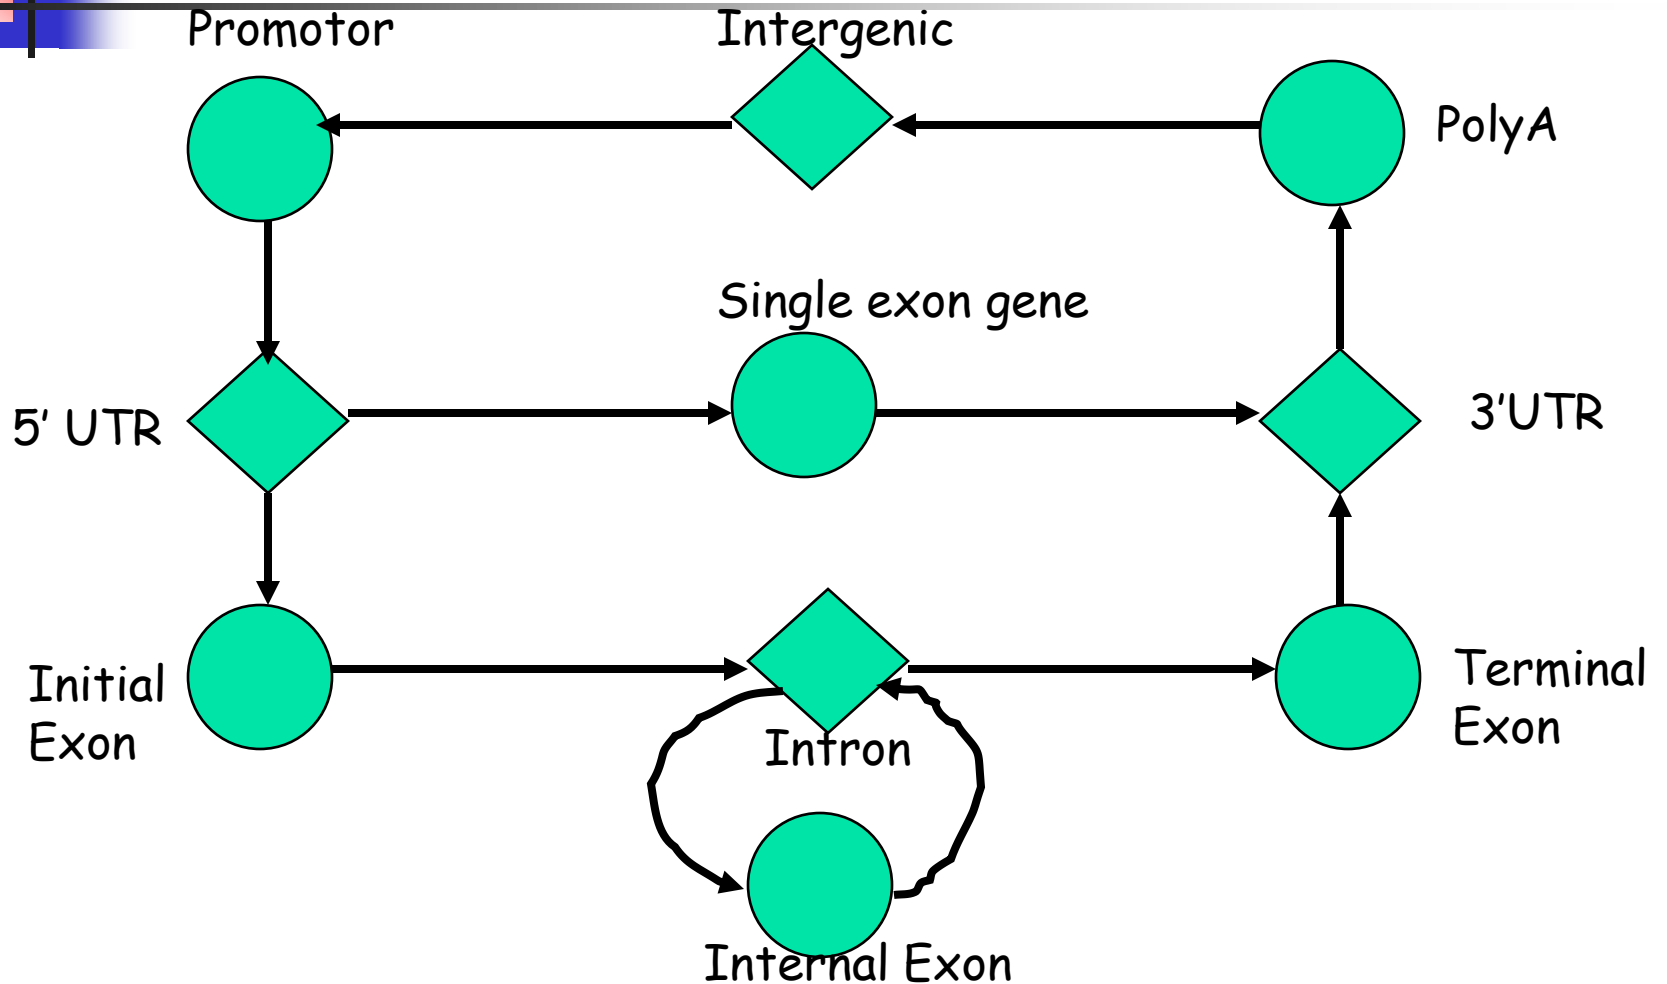 Promotor
Intergenic
PolyA
Single exon gene
5' UTR
3'UTR
Initial
Exon
Intron
Terminal
Exon
Internal Exon